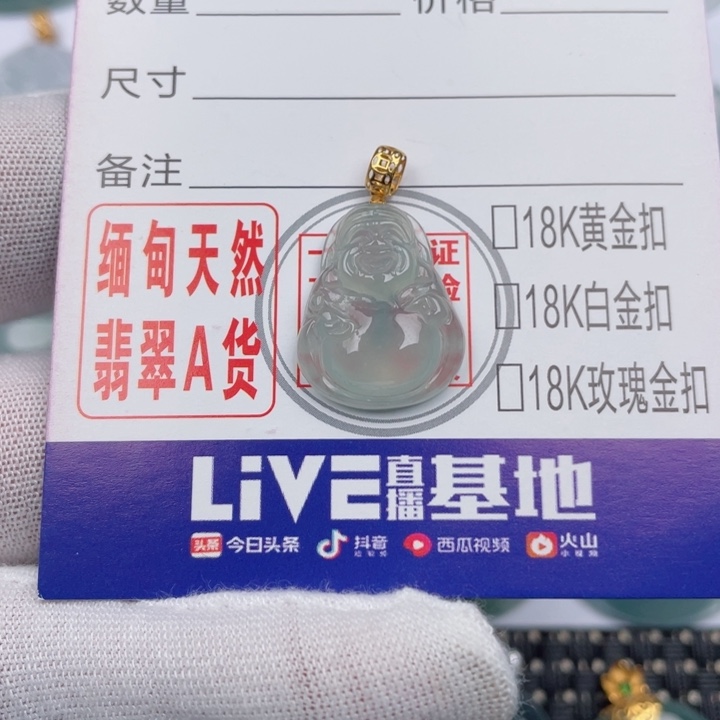 数量 价格
尺寸
备注
缅甸天然
翡翠A货
一 证
验
□18K黄金扣
□18K白金扣
□18K玫瑰金扣
LiVE直播基地
头条 今日头条 抖音 西瓜视频 火山